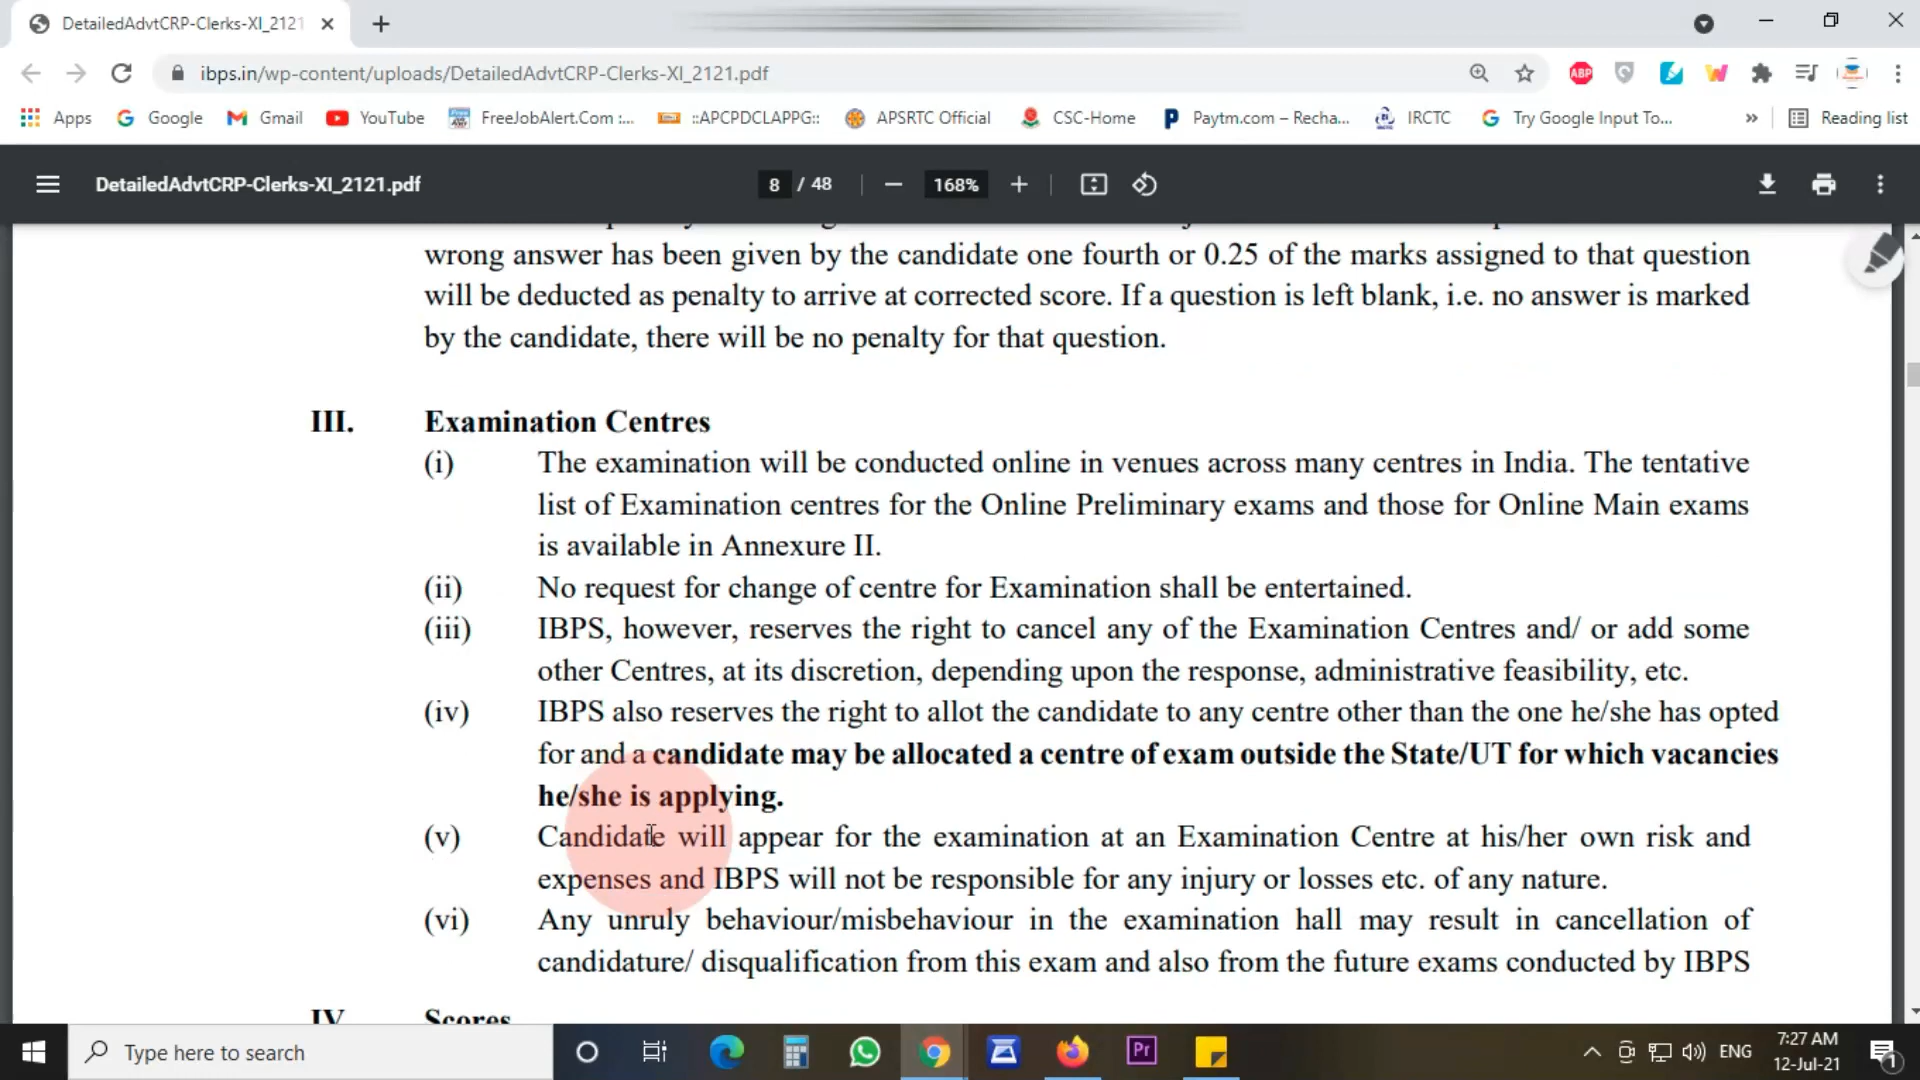 DetailedAdvtCRP-Clerks-XI_2121
ibps.in/wp-content/uploads/DetailedAdvtCRP-Clerks-XI_2121.pdf
ABP
Apps Google Gmail YouTube FreeJobAlert.Com :... ::APCPDCLAPPG:: APSRTC Official CSC-Home Paytm.com – Recha... IRCTC Try Google Input To... » Reading list
DetailedAdvtCRP-Clerks-XI_2121.pdf 8 / 48 168%
wrong answer has been given by the candidate one fourth or 0.25 of the marks assigned to that question
will be deducted as penalty to arrive at corrected score. If a question is left blank, i.e. no answer is marked
by the candidate, there will be no penalty for that question.
III. Examination Centres
(i) The examination will be conducted online in venues across many centres in India. The tentative
list of Examination centres for the Online Preliminary exams and those for Online Main exams
is available in Annexure II.
(ii) No request for change of centre for Examination shall be entertained.
(iii) IBPS, however, reserves the right to cancel any of the Examination Centres and/ or add some
other Centres, at its discretion, depending upon the response, administrative feasibility, etc.
(iv) IBPS also reserves the right to allot the candidate to any centre other than the one he/she has opted
for and a candidate may be allocated a centre of exam outside the State/UT for which vacancies
he/she is applying.
(v) Candidate will appear for the examination at an Examination Centre at his/her own risk and
expenses and IBPS will not be responsible for any injury or losses etc. of any nature.
(vi) Any unruly behaviour/misbehaviour in the examination hall may result in cancellation of
candidature/ disqualification from this exam and also from the future exams conducted by IBPS
IV Scores
Type here to search Pr ENG 7:27 AM
12-Jul-21 1